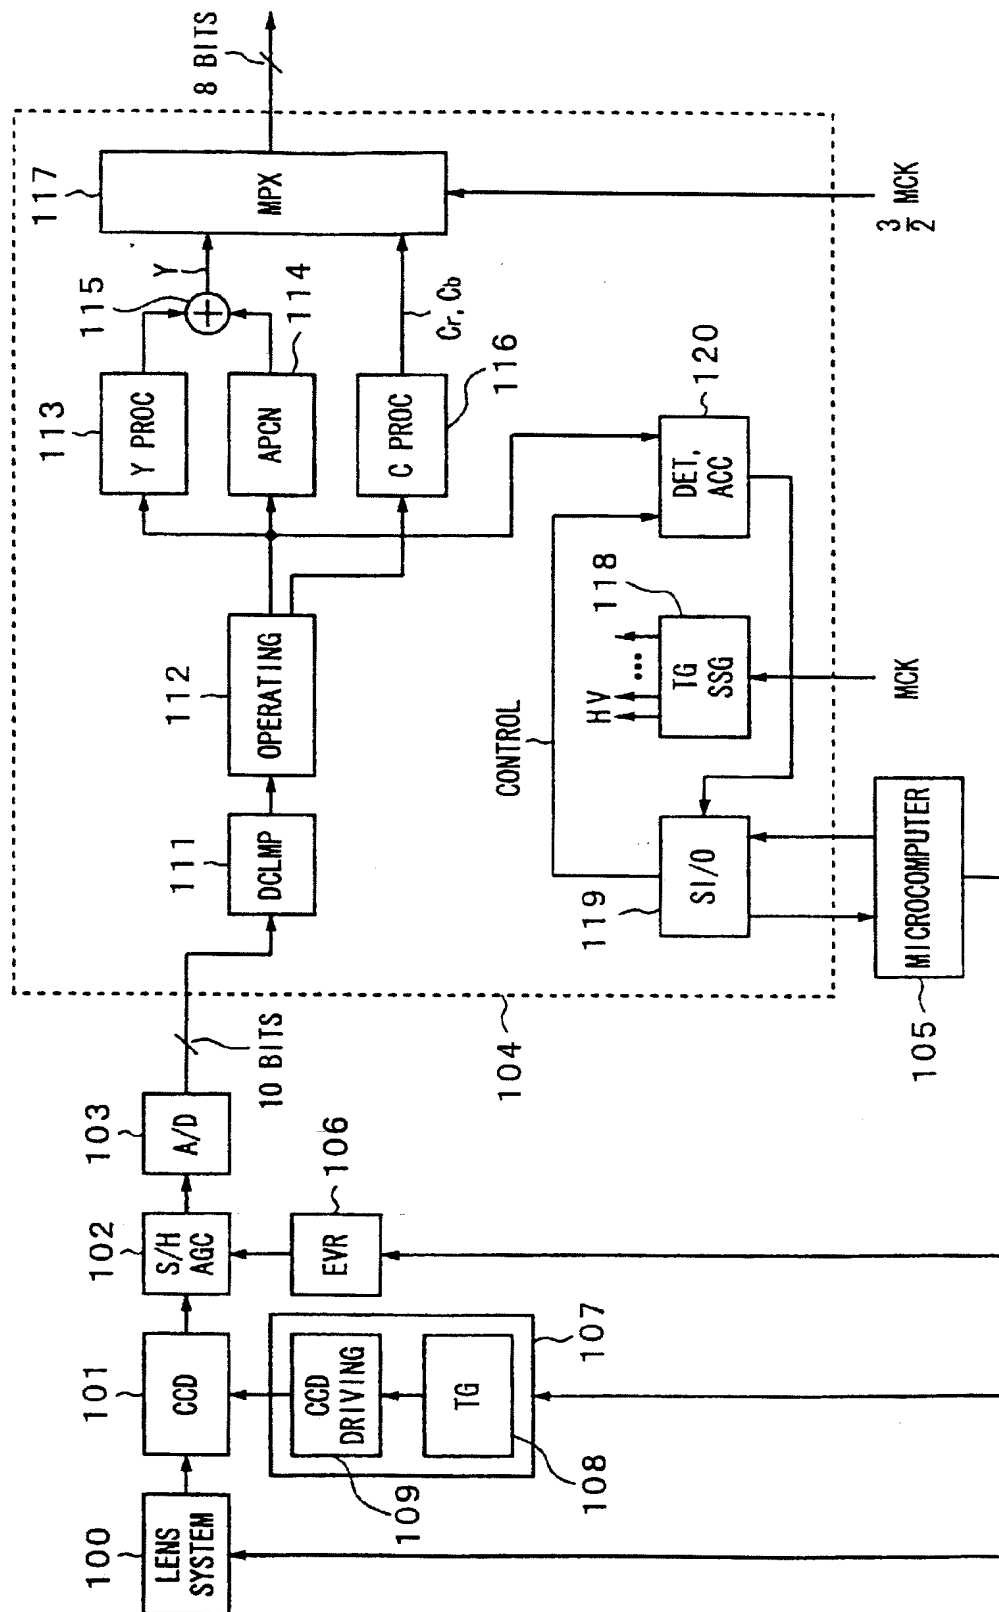 100
LENS
SYSTEM
101
CCD
102
S/H
AGC
103
A/D
10 BITS
104
106
EVR
107
CCD
DRIVING
109
TG
108
111
DCLMP
112
OPERATING
113
Y PROC
114
APCN
115
Y
116
C PROC
Cr, Cb
117
MPX
8 BITS
3/2 MCK
CONTROL
119
SI/O
118
H V ...
TG
SSG
MCK
120
DET,
ACC
105
MICROCOMPUTER